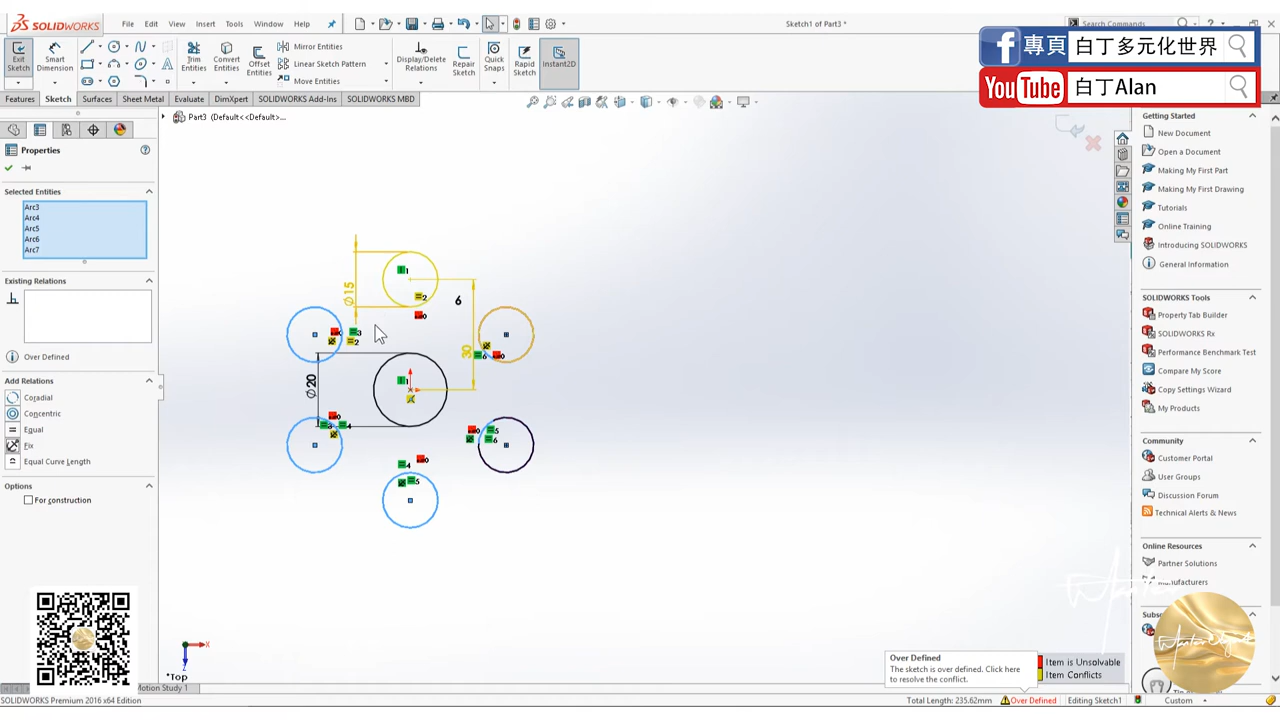 SOLIDWORKS
File Edit View Insert Tools Window Help
Sketch1 of Part3 *
Search Commands
Exit Sketch
Smart Dimension
Trim Entities
Convert Entities
Offset Entities
Mirror Entities
Linear Sketch Pattern
Move Entities
Display/Delete Relations
Repair Sketch
Quick Snaps
Rapid Sketch
Instant2D
專頁 白丁多元化世界
YouTube 白丁Alan
Features Sketch Surfaces Sheet Metal Evaluate DimXpert SOLIDWORKS Add-Ins SOLIDWORKS MBD
Part3 (Default<<Default>...
Properties
Selected Entities
Arc3
Arc4
Arc5
Arc6
Arc7
Existing Relations
Over Defined
Add Relations
Coradial
Concentric
Equal
Fix
Equal Curve Length
Options
For construction
Ø15
6
30
Ø20
*Top
Getting Started
New Document
Open a Document
Making My First Part
Making My First Drawing
Tutorials
Online Training
Introducing SOLIDWORKS
General Information
SOLIDWORKS Tools
Property Tab Builder
SOLIDWORKS Rx
Performance Benchmark Test
Compare My Score
Copy Settings Wizard
My Products
Community
Customer Portal
User Groups
Discussion Forum
Technical Alerts & News
Online Resources
Partner Solutions
Manufacturers
Over Defined
The sketch is over defined. Click here
to resolve the conflict.
Item is Unsolvable
Item Conflicts
Motion Study 1
SOLIDWORKS Premium 2016 x64 Edition
Total Length: 235.62mm Over Defined Editing Sketch1 Custom